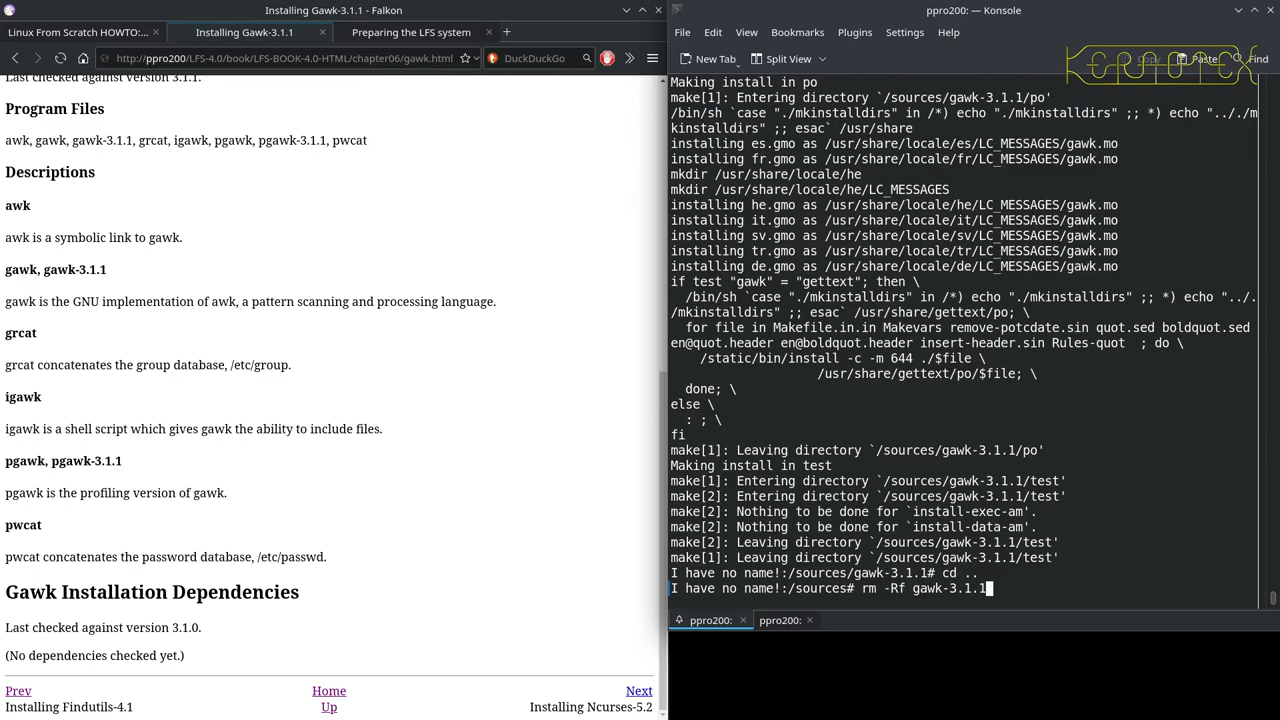 Installing Gawk-3.1.1 - Falkon
Linux From Scratch HOWTO:...
Installing Gawk-3.1.1
Preparing the LFS system
http://ppro200/LFS-4.0/book/LFS-BOOK-4.0-HTML/chapter06/gawk.html
DuckDuckGo
Last checked against version 3.1.1.
Program Files
awk, gawk, gawk-3.1.1, grcat, igawk, pgawk, pgawk-3.1.1, pwcat
Descriptions
awk
awk is a symbolic link to gawk.
gawk, gawk-3.1.1
gawk is the GNU implementation of awk, a pattern scanning and processing language.
grcat
grcat concatenates the group database, /etc/group.
igawk
igawk is a shell script which gives gawk the ability to include files.
pgawk, pgawk-3.1.1
pgawk is the profiling version of gawk.
pwcat
pwcat concatenates the password database, /etc/passwd.
Gawk Installation Dependencies
Last checked against version 3.1.0.
(No dependencies checked yet.)
Prev Home Next
Installing Findutils-4.1 Up Installing Ncurses-5.2
ppro200: — Konsole
File Edit View Bookmarks Plugins Settings Help
New Tab Split View Copy Paste Find
Making install in po
make[1]: Entering directory `/sources/gawk-3.1.1/po'
/bin/sh `case "./mkinstalldirs" in /*) echo "./mkinstalldirs" ;; *) echo ".././m
kinstalldirs" ;; esac` /usr/share
installing es.gmo as /usr/share/locale/es/LC_MESSAGES/gawk.mo
installing fr.gmo as /usr/share/locale/fr/LC_MESSAGES/gawk.mo
mkdir /usr/share/locale/he
mkdir /usr/share/locale/he/LC_MESSAGES
installing he.gmo as /usr/share/locale/he/LC_MESSAGES/gawk.mo
installing it.gmo as /usr/share/locale/it/LC_MESSAGES/gawk.mo
installing sv.gmo as /usr/share/locale/sv/LC_MESSAGES/gawk.mo
installing tr.gmo as /usr/share/locale/tr/LC_MESSAGES/gawk.mo
installing de.gmo as /usr/share/locale/de/LC_MESSAGES/gawk.mo
if test "gawk" = "gettext"; then \
/bin/sh `case "./mkinstalldirs" in /*) echo "./mkinstalldirs" ;; *) echo "../.
/mkinstalldirs" ;; esac` /usr/share/gettext/po; \
for file in Makefile.in.in Makevars remove-potcdate.sin quot.sed boldquot.sed
en@quot.header en@boldquot.header insert-header.sin Rules-quot ; do \
/static/bin/install -c -m 644 ./$file \
/usr/share/gettext/po/$file; \
done; \
else \
: ; \
fi
make[1]: Leaving directory `/sources/gawk-3.1.1/po'
Making install in test
make[1]: Entering directory `/sources/gawk-3.1.1/test'
make[2]: Entering directory `/sources/gawk-3.1.1/test'
make[2]: Nothing to be done for `install-exec-am'.
make[2]: Nothing to be done for `install-data-am'.
make[2]: Leaving directory `/sources/gawk-3.1.1/test'
make[1]: Leaving directory `/sources/gawk-3.1.1/test'
I have no name!:/sources/gawk-3.1.1# cd ..
I have no name!:/sources# rm -Rf gawk-3.1.1
ppro200: ppro200: